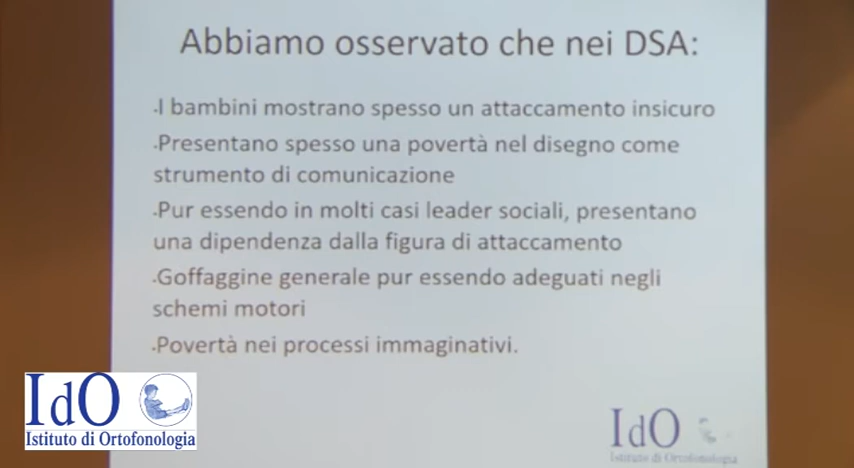 Abbiamo osservato che nei DSA:
.I bambini mostrano spesso un attaccamento insicuro
.Presentano spesso una povertà nel disegno come
strumento di comunicazione
.Pur essendo in molti casi leader sociali, presentano
una dipendenza dalla figura di attaccamento
.Goffaggine generale pur essendo adeguati negli
schemi motori
.Povertà nei processi immaginativi.
IdO
Istituto di Ortofonologia
IdO
Istituto di Ortofonologia